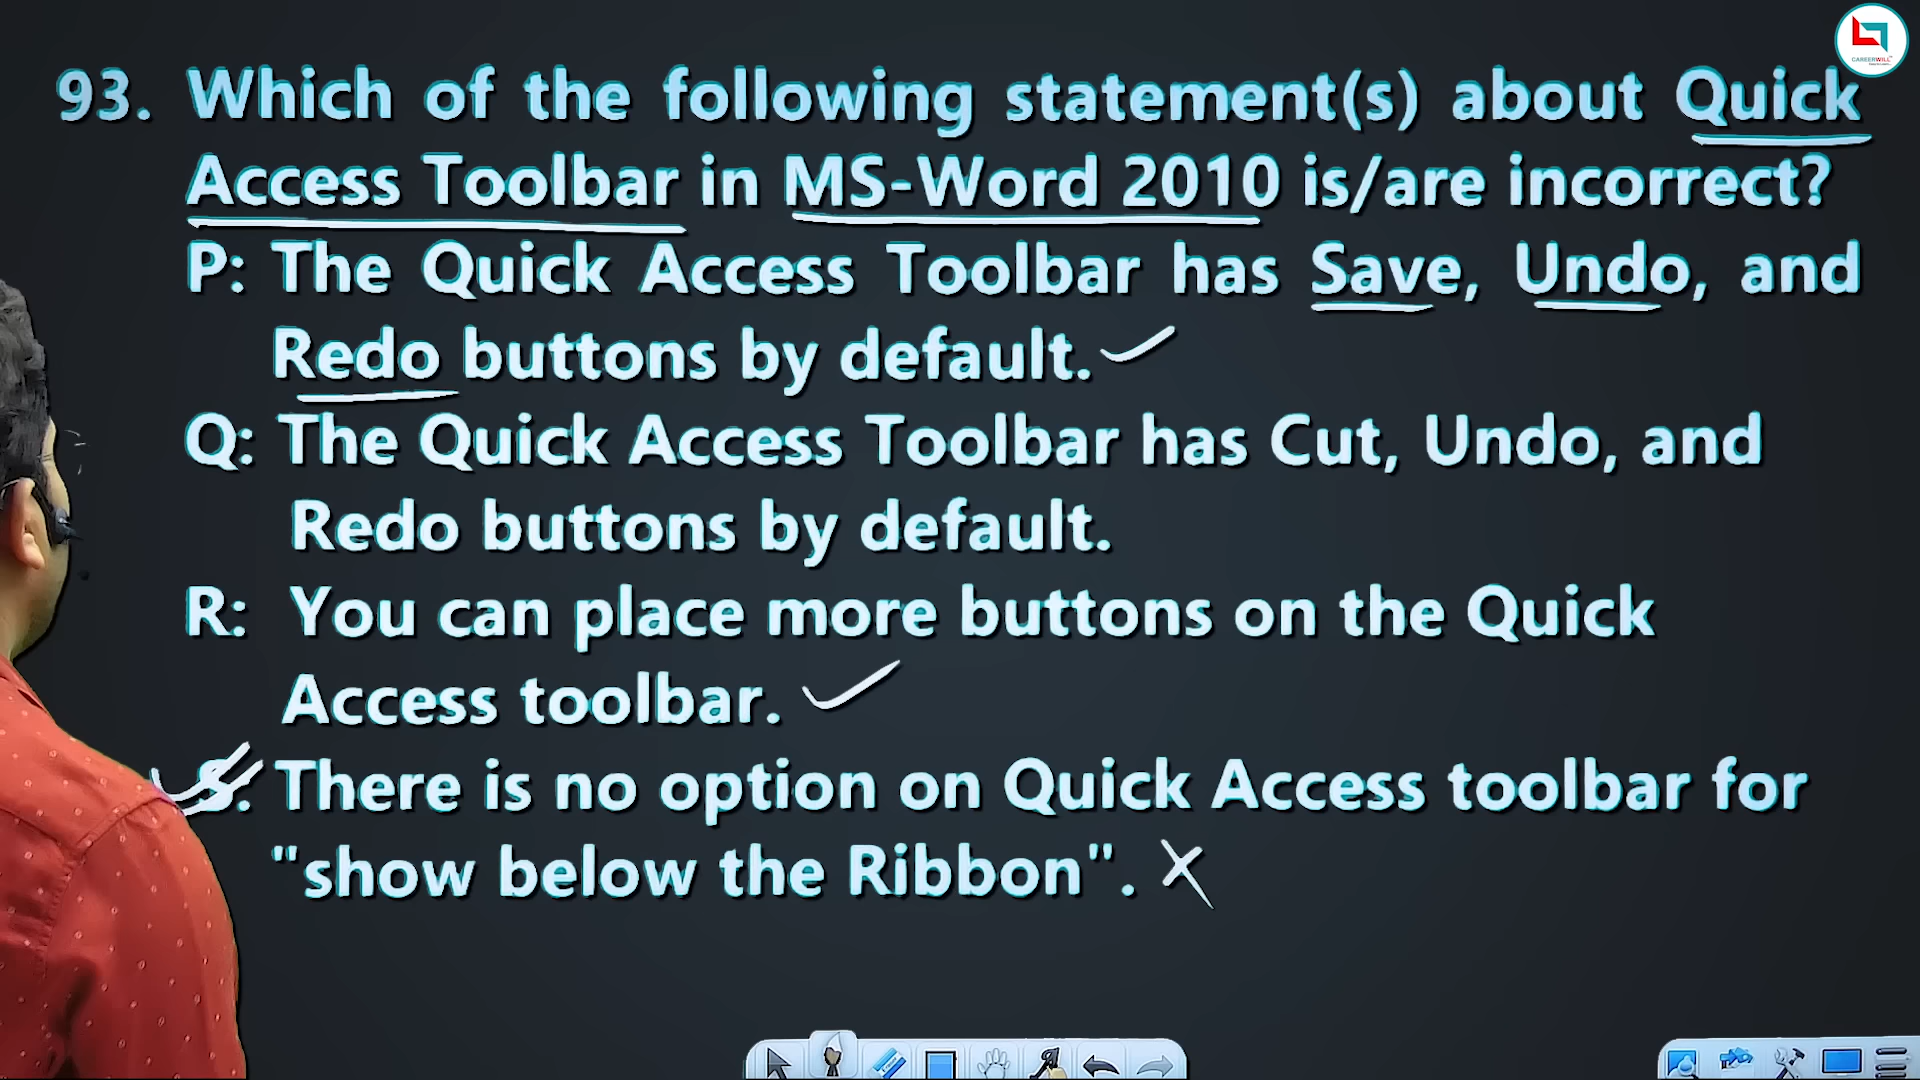 CAREERWILL
93. Which of the following statement(s) about Quick
Access Toolbar in MS-Word 2010 is/are incorrect?
P: The Quick Access Toolbar has Save, Undo, and
Redo buttons by default.
Q: The Quick Access Toolbar has Cut, Undo, and
Redo buttons by default.
R: You can place more buttons on the Quick
Access toolbar.
S: There is no option on Quick Access toolbar for
"show below the Ribbon".